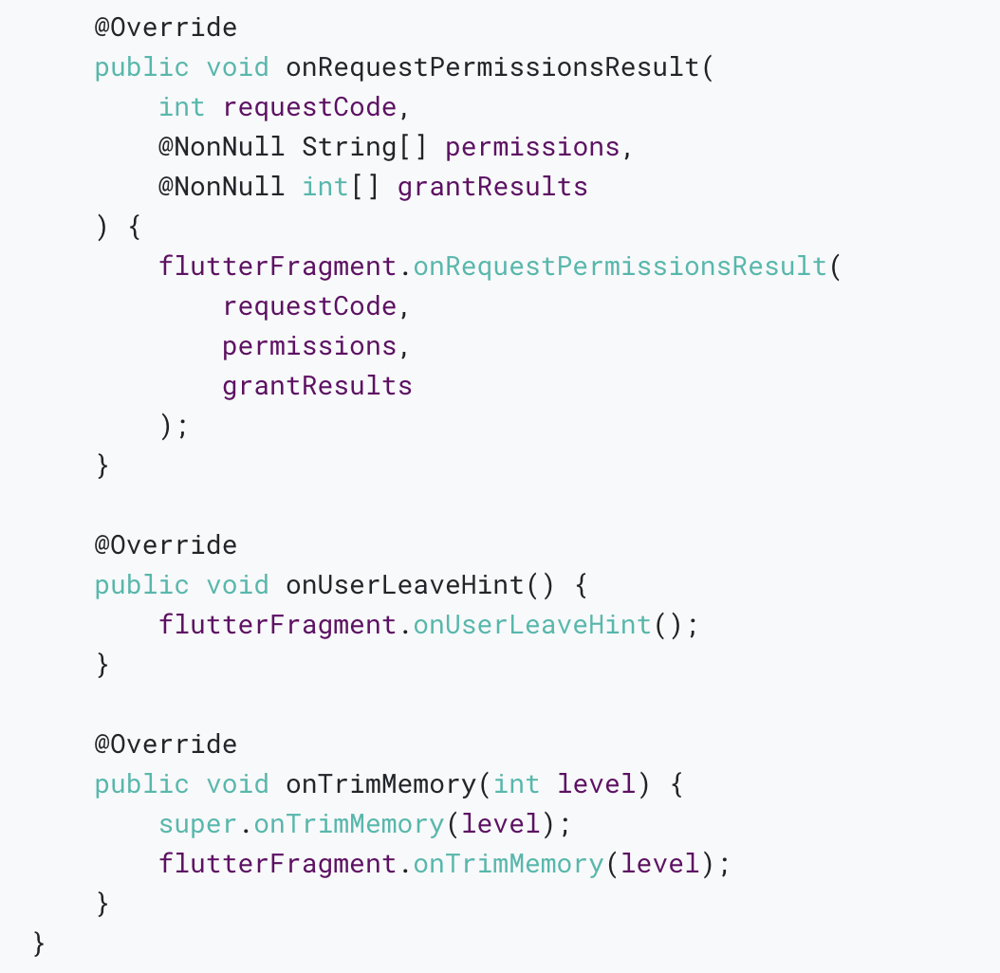 @Override
public void onRequestPermissionsResult(
int requestCode,
@NonNull String[] permissions,
@NonNull int[] grantResults
) {
flutterFragment.onRequestPermissionsResult(
requestCode,
permissions,
grantResults
);
}
@Override
public void onUserLeaveHint() {
flutterFragment.onUserLeaveHint();
}
@Override
public void onTrimMemory(int level) {
super.onTrimMemory(level);
flutterFragment.onTrimMemory(level);
}
}